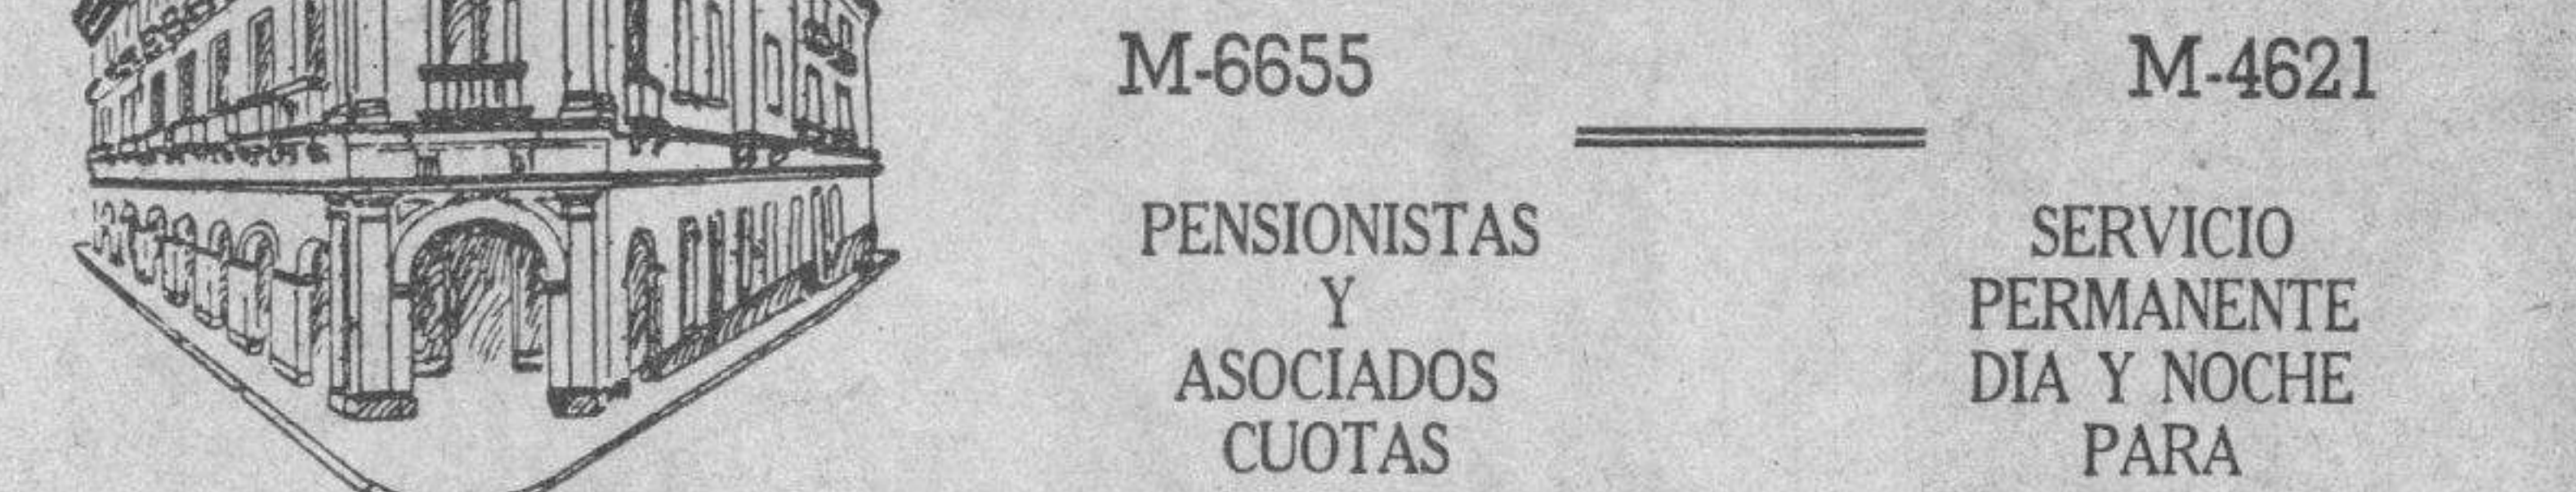 M-6655
M-4621
PENSIONISTAS
Y
ASOCIADOS
CUOTAS
SERVICIO
PERMANENTE
DIA Y NOCHE
PARA